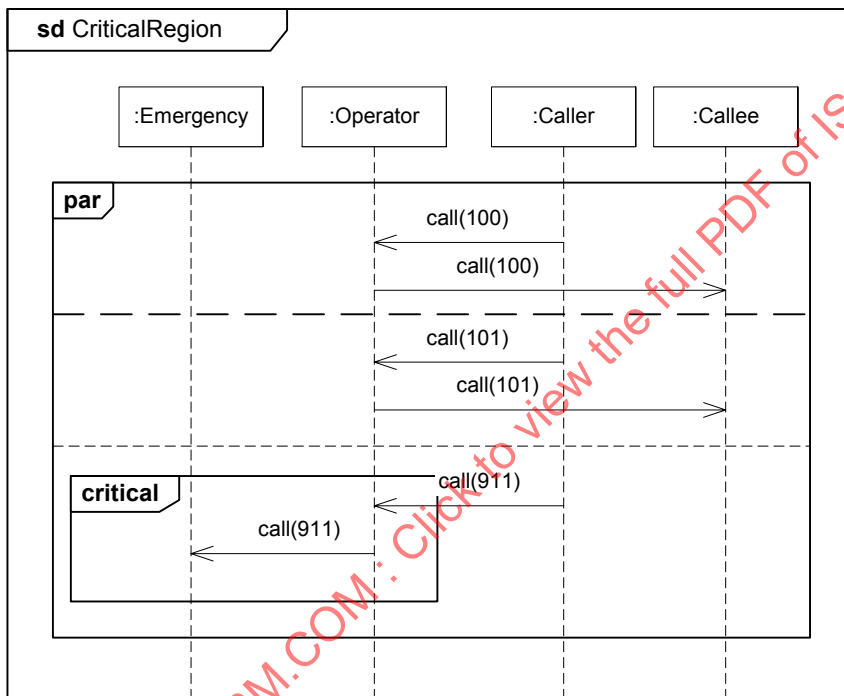 sd CriticalRegion
:Emergency :Operator :Caller :Callee
par
call(100)
call(100)
call(101)
call(101)
critical
call(911)
call(911)
M.COM : Click to view the full PDF of IS